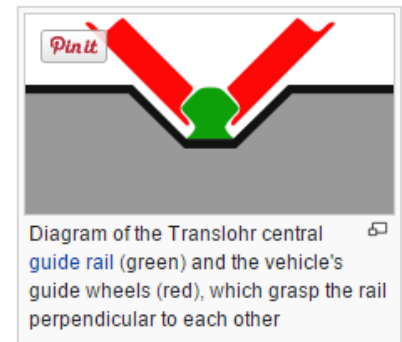 Pin it
Diagram of the Translohr central
guide rail (green) and the vehicle's
guide wheels (red), which grasp the rail
perpendicular to each other